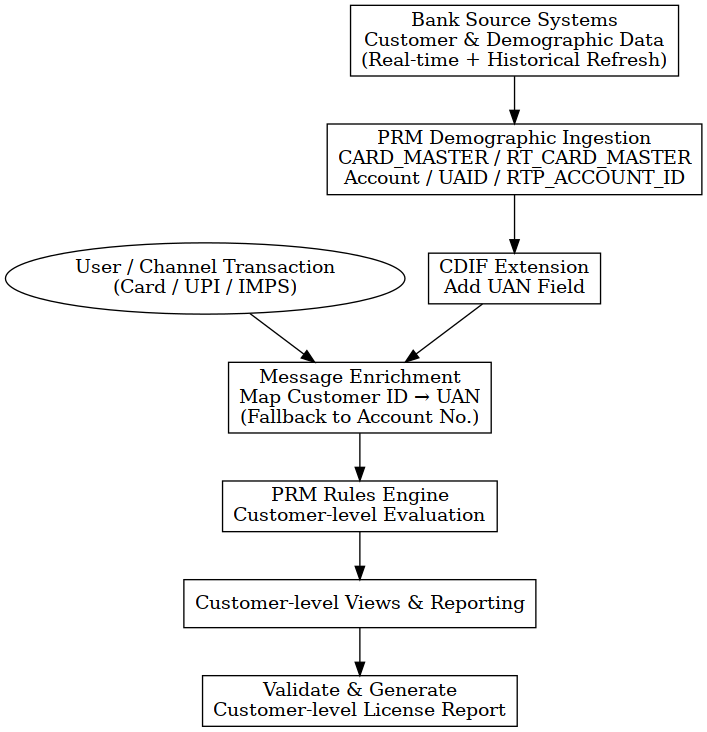 Bank Source Systems
Customer & Demographic Data
(Real-time + Historical Refresh)
PRM Demographic Ingestion
CARD_MASTER / RT_CARD_MASTER
Account / UAID / RTP_ACCOUNT_ID
User / Channel Transaction
(Card / UPI / IMPS)
CDIF Extension
Add UAN Field
Message Enrichment
Map Customer ID → UAN
(Fallback to Account No.)
PRM Rules Engine
Customer-level Evaluation
Customer-level Views & Reporting
Validate & Generate
Customer-level License Report